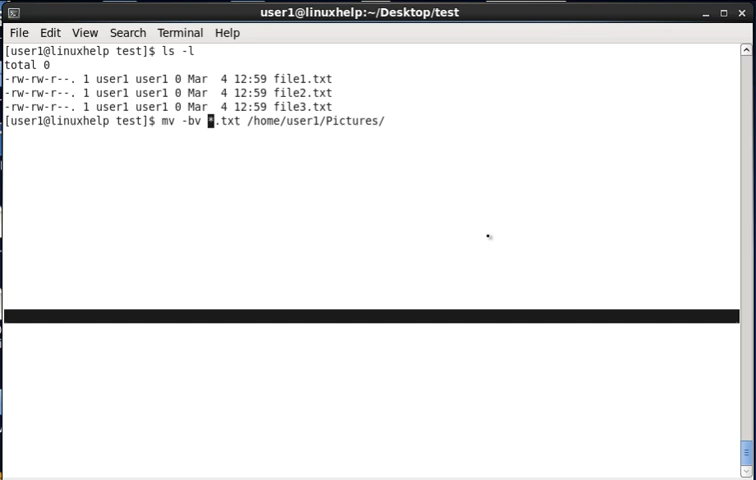 user1@linuxhelp:~/Desktop/test
File Edit View Search Terminal Help
[user1@linuxhelp test]$ ls -l
total 0
-rw-rw-r--. 1 user1 user1 0 Mar  4 12:59 file1.txt
-rw-rw-r--. 1 user1 user1 0 Mar  4 12:59 file2.txt
-rw-rw-r--. 1 user1 user1 0 Mar  4 12:59 file3.txt
[user1@linuxhelp test]$ mv -bv *.txt /home/user1/Pictures/